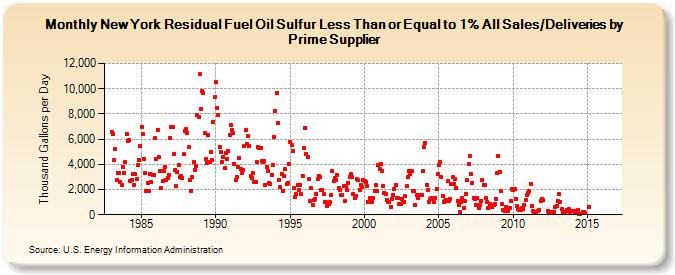 Monthly New York Residual Fuel Oil Sulfur Less Than or Equal to 1% All Sales/Deliveries by
Prime Supplier
Thousand Gallons per Day
12,000
10,000
8,000
6,000
4,000
2,000
0
1985 1990 1995 2000 2005 2010 2015
Source: U.S. Energy Information Administration